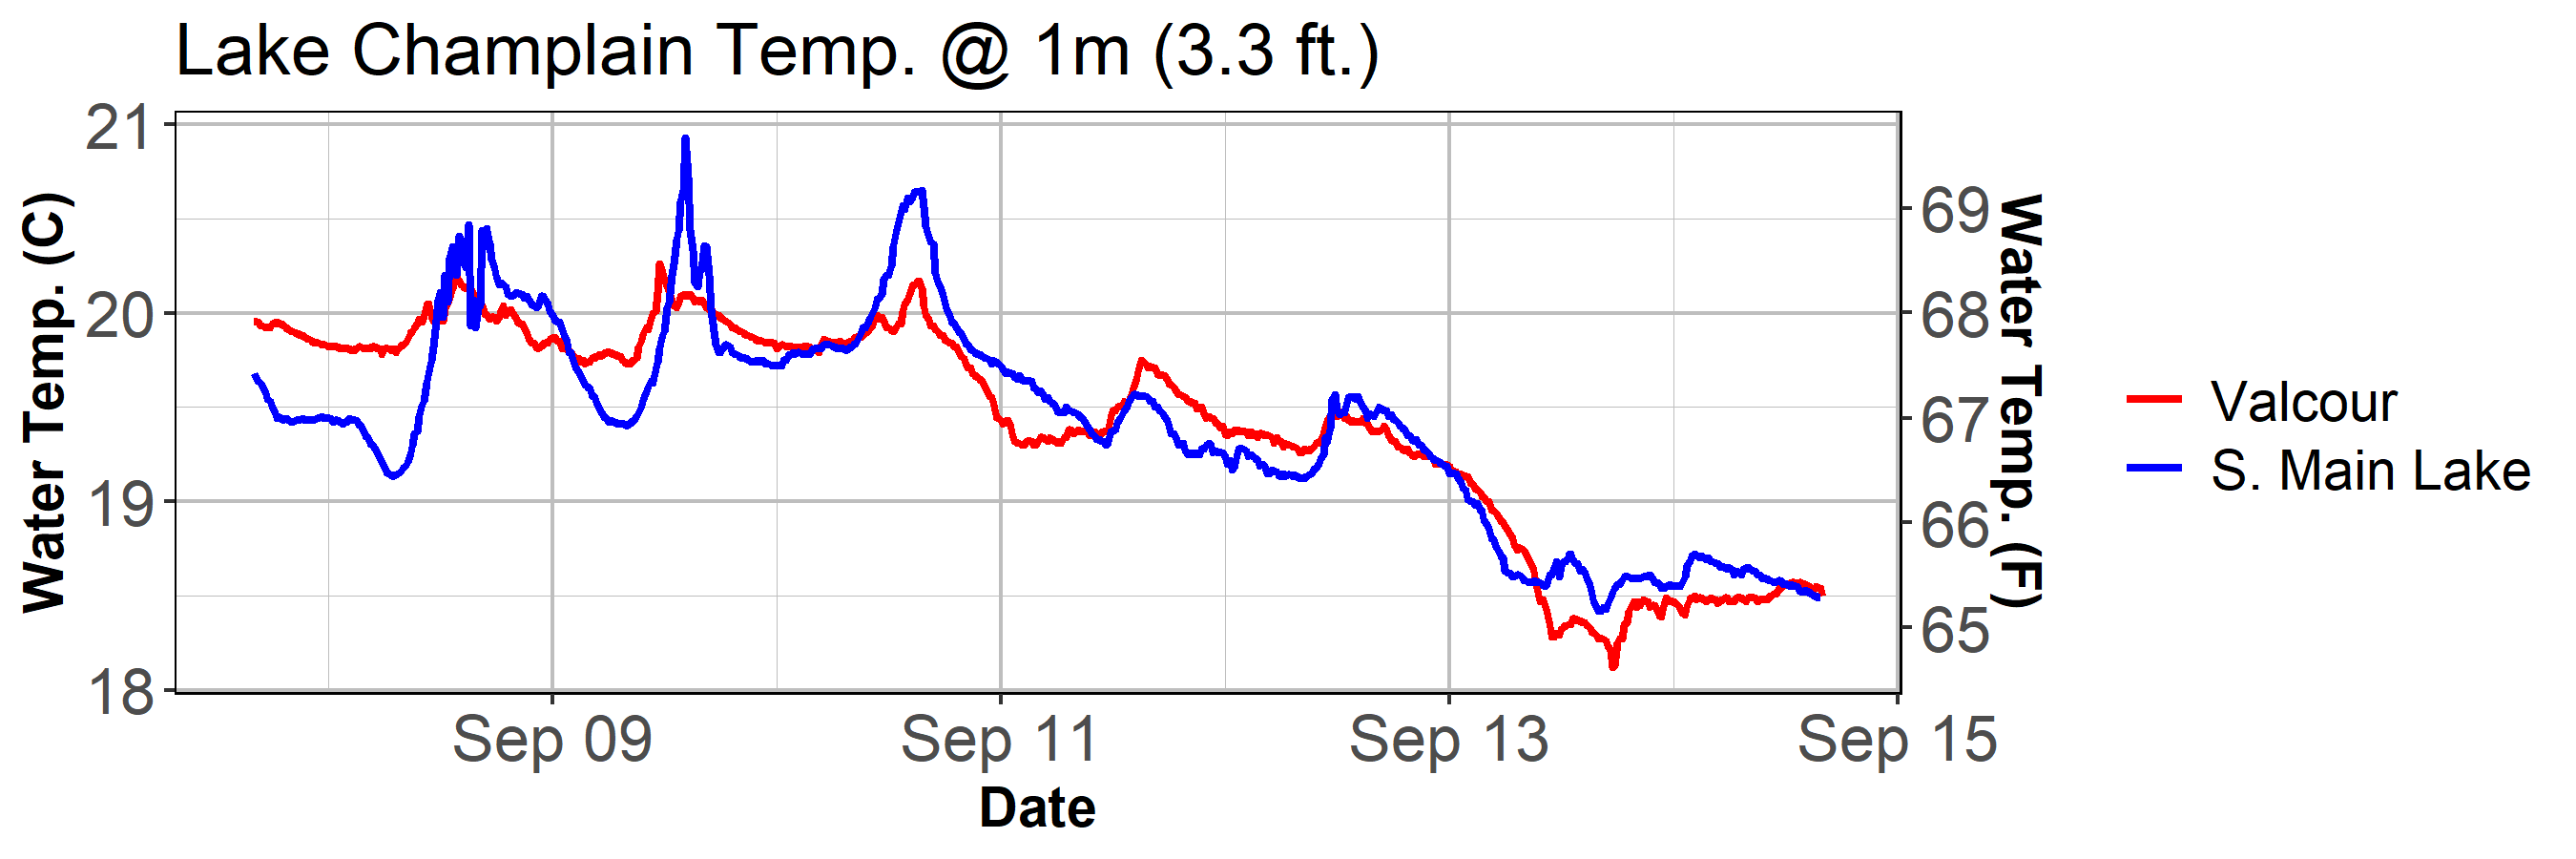 Lake Champlain Temp. @ 1m (3.3 ft.)
Water Temp. (C)
21
20
19
18
69
68
67
66
65
Water Temp. (F)
Sep 09 Sep 11 Sep 13 Sep 15
Date
Valcour
S. Main Lake